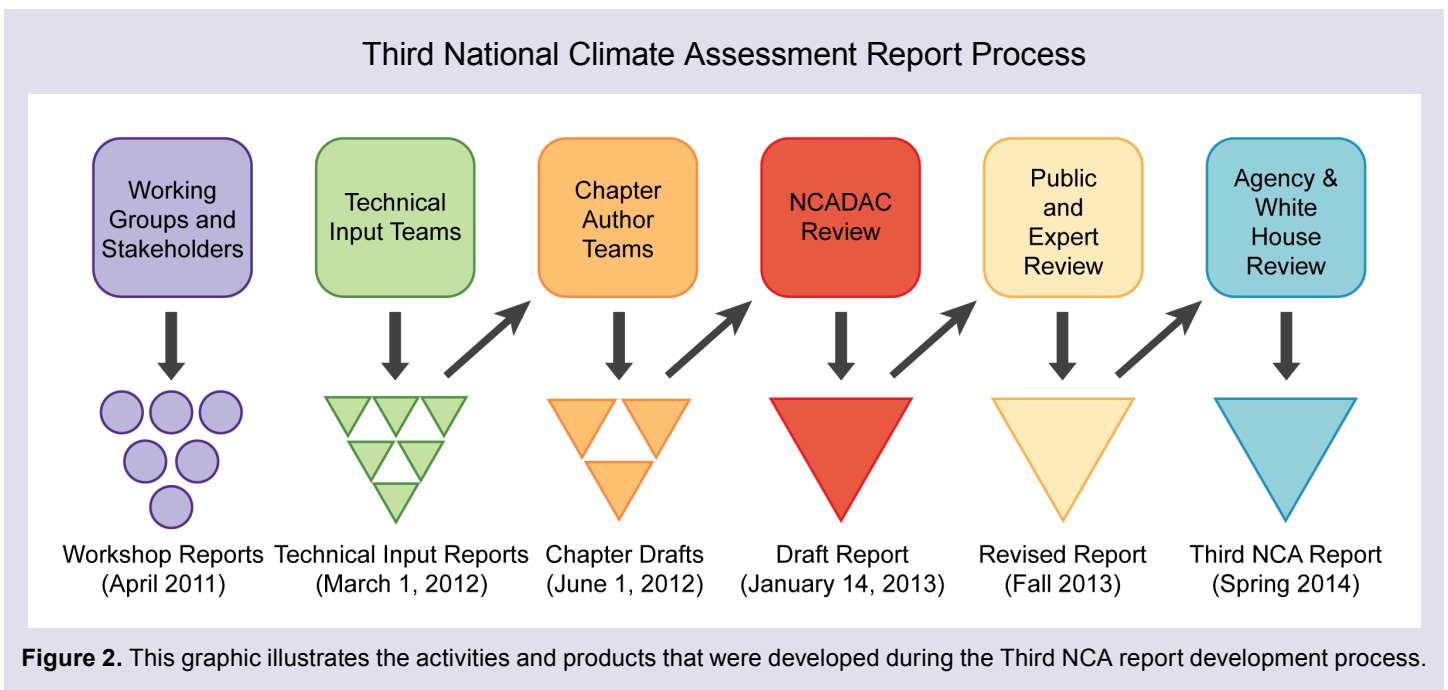 Third National Climate Assessment Report Process
Working
Groups and
Stakeholders
Technical
Input Teams
Chapter
Author
Teams
NCADAC
Review
Public
and
Expert
Review
Agency &
White
House
Review
Workshop Reports
(April 2011)
Technical Input Reports
(March 1, 2012)
Chapter Drafts
(June 1, 2012)
Draft Report
(January 14, 2013)
Revised Report
(Fall 2013)
Third NCA Report
(Spring 2014)
Figure 2. This graphic illustrates the activities and products that were developed during the Third NCA report development process.